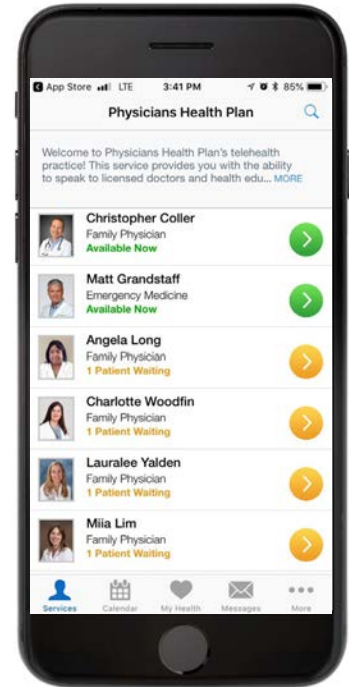 App Store LTE 3:41 PM 85%
Physicians Health Plan
Welcome to Physicians Health Plan's telehealth
practice! This service provides you with the ability
to speak to licensed doctors and health edu... MORE
Christopher Coller
Family Physician
Available Now
Matt Grandstaff
Emergency Medicine
Available Now
Angela Long
Family Physician
1 Patient Waiting
Charlotte Woodfin
Family Physician
1 Patient Waiting
Lauralee Yalden
Family Physician
1 Patient Waiting
Miia Lim
Family Physician
1 Patient Waiting
Services Calendar My Health Messages More